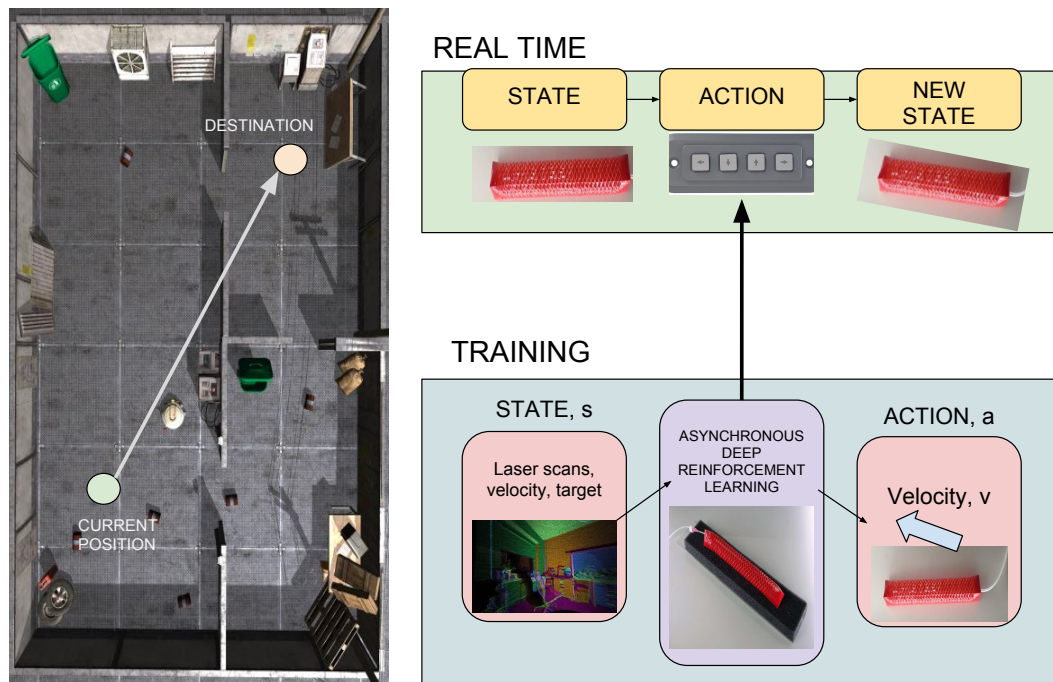 DESTINATION
CURRENT
POSITION
REAL TIME
STATE
ACTION
NEW
STATE
TRAINING
STATE, s
Laser scans,
velocity, target
ASYNCHRONOUS
DEEP
REINFORCEMENT
LEARNING
ACTION, a
Velocity, v